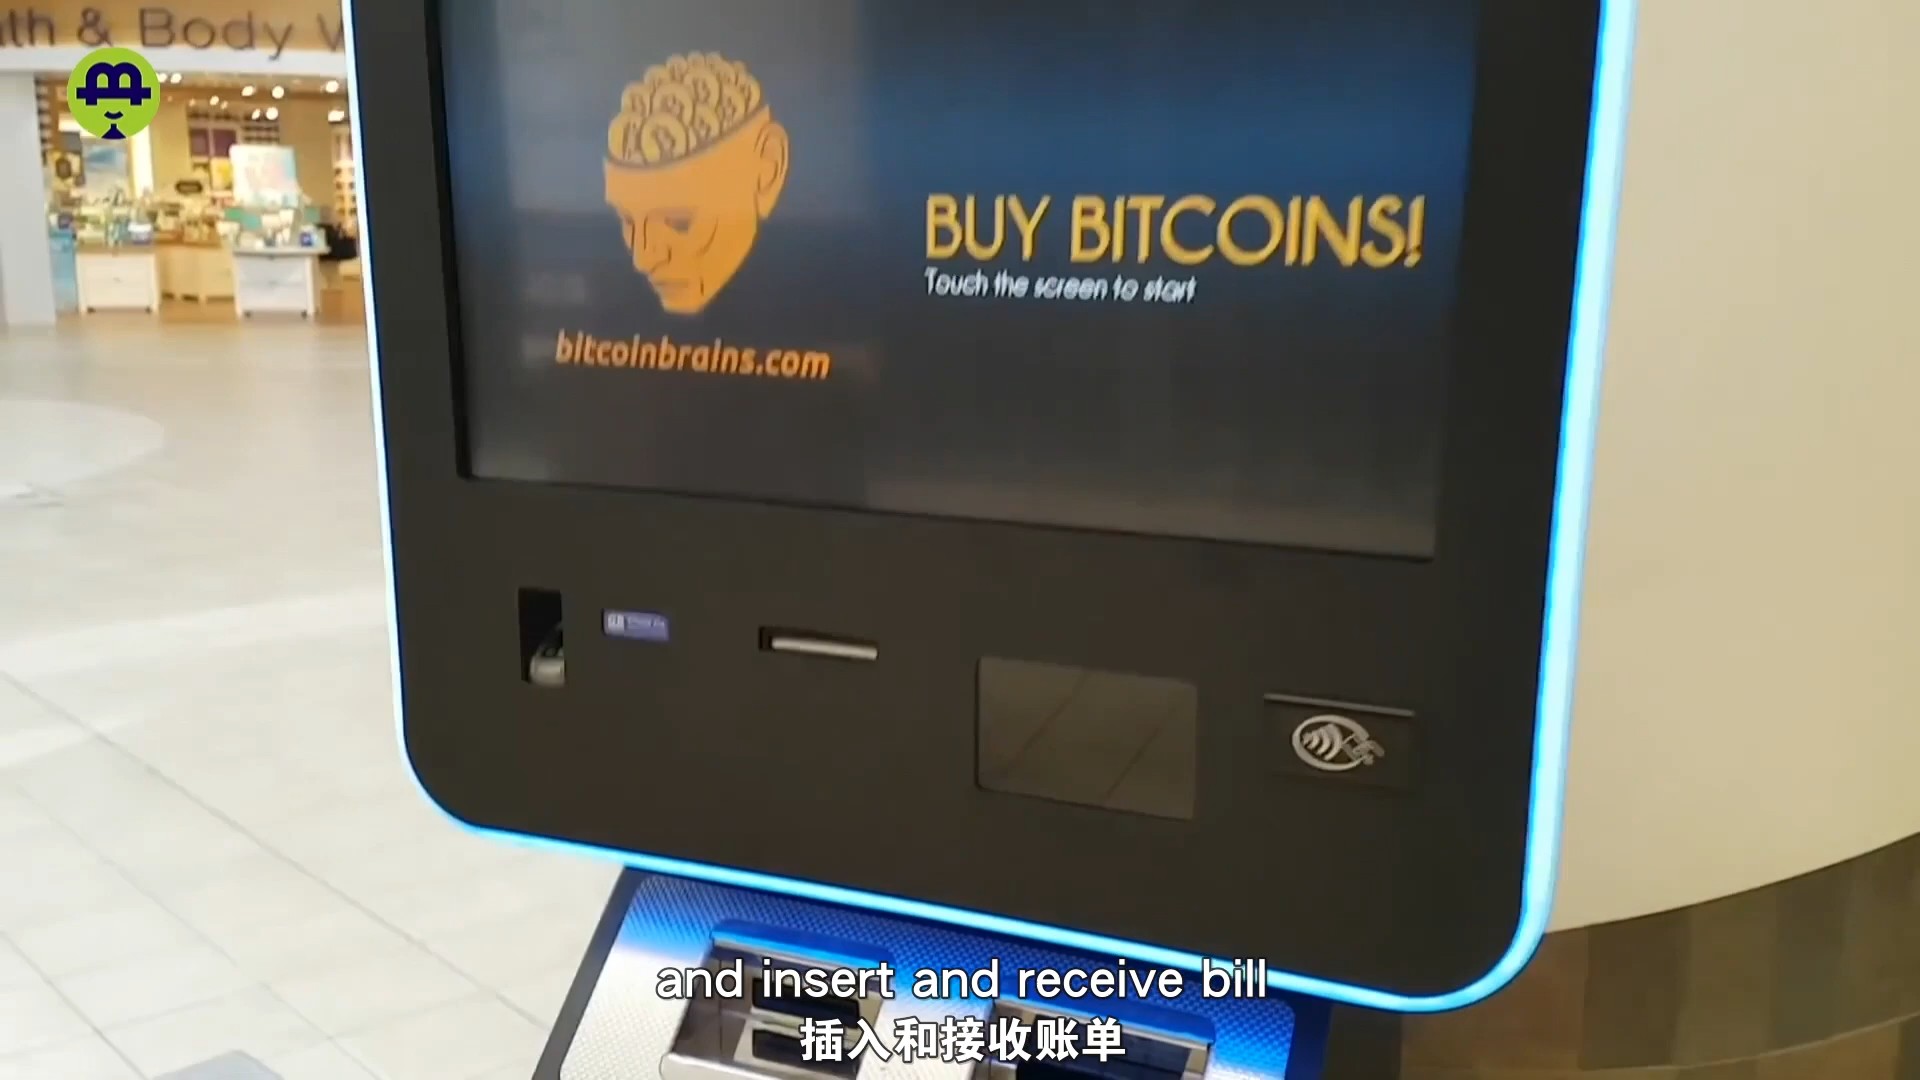 & Body
BUY BITCOINS!
Touch the screen to start
bitcoinbrains.com
and insert and receive bill
插入和接收账单